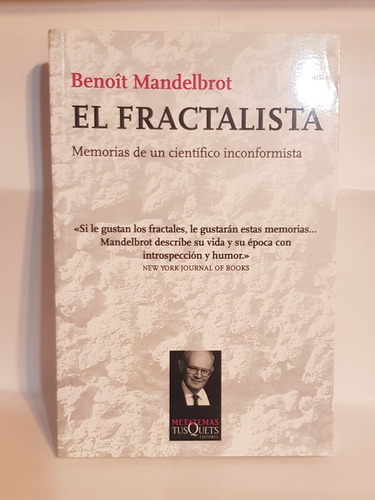 Benoît Mandelbrot
EL FRACTALISTA
Memorias de un científico inconformista
«Si le gustan los fractales, le gustarán estas memorias...
Mandelbrot describe su vida y su época con
introspección y humor.»
NEW YORK JOURNAL OF BOOKS
METATEMAS
TUSQUETS
EDITORES